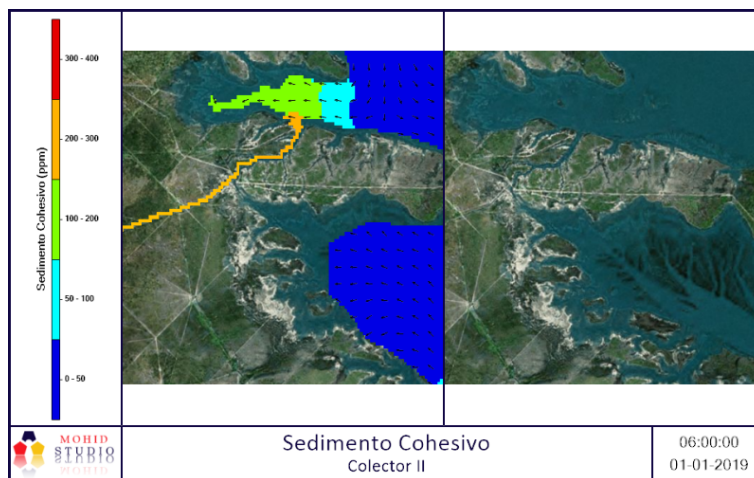 Sedimento Cohesivo (ppm)
300 - 400
200 - 300
100 - 200
50 - 100
0 - 50
MOHID
STUDIO
Sedimento Cohesivo
Colector II
06:00:00
01-01-2019